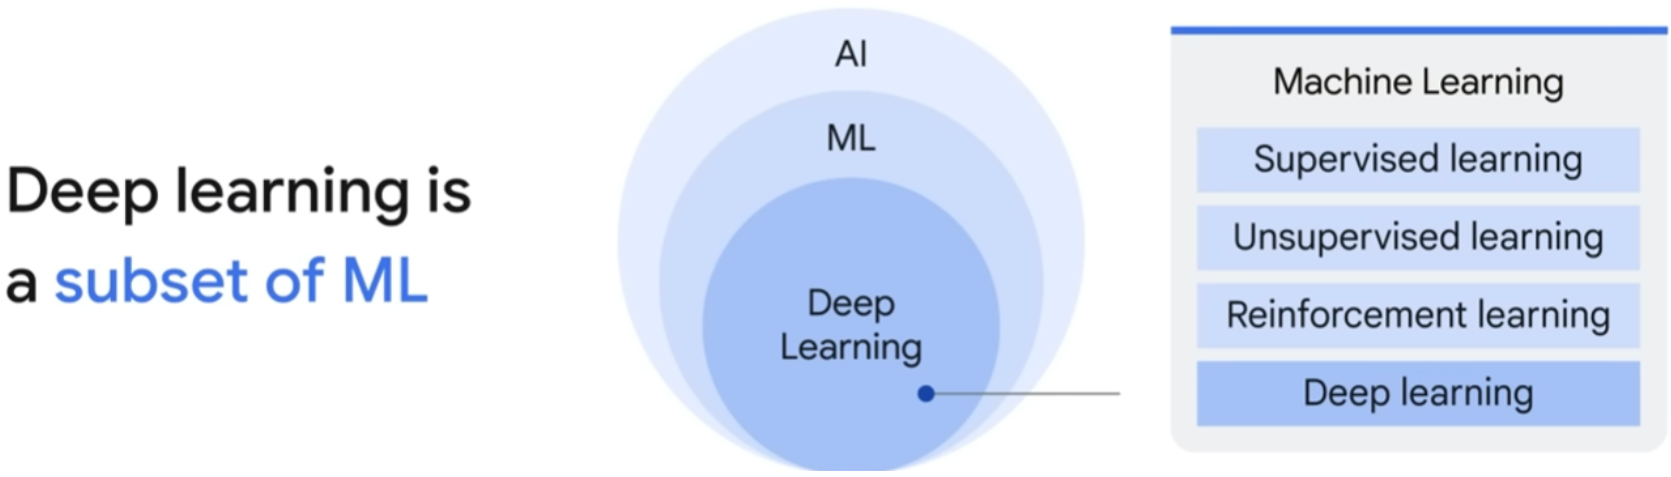 Deep learning is
a subset of ML
AI
ML
Deep
Learning
Machine Learning
Supervised learning
Unsupervised learning
Reinforcement learning
Deep learning